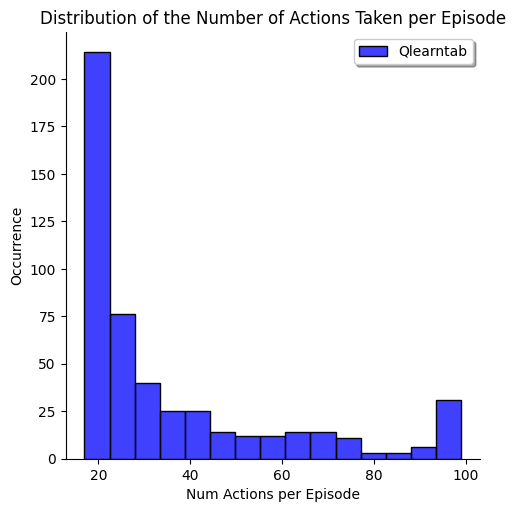 Distribution of the Number of Actions Taken per Episode
Qlearntab
200
175
150
125
100
75
50
25
0
Occurrence
20 40 60 80 100
Num Actions per Episode